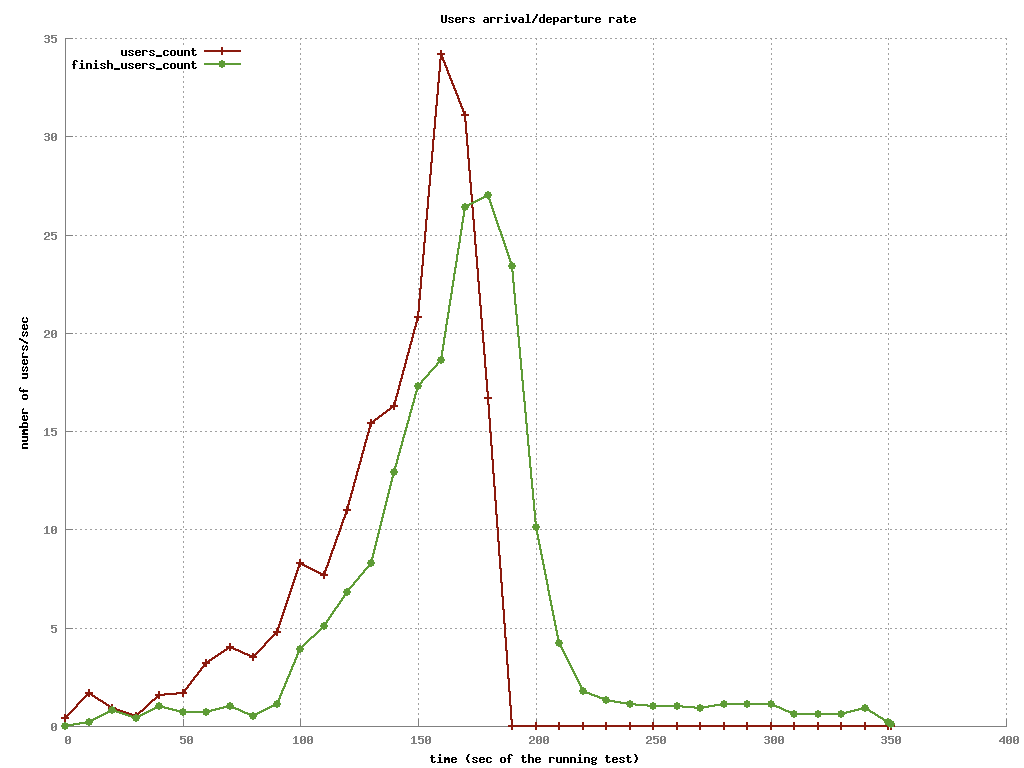 Users arrival/departure rate
users_count
finish_users_count
35
30
25
20
15
10
5
0
number of users/sec
0 50 100 150 200 250 300 350 400
time (sec of the running test)